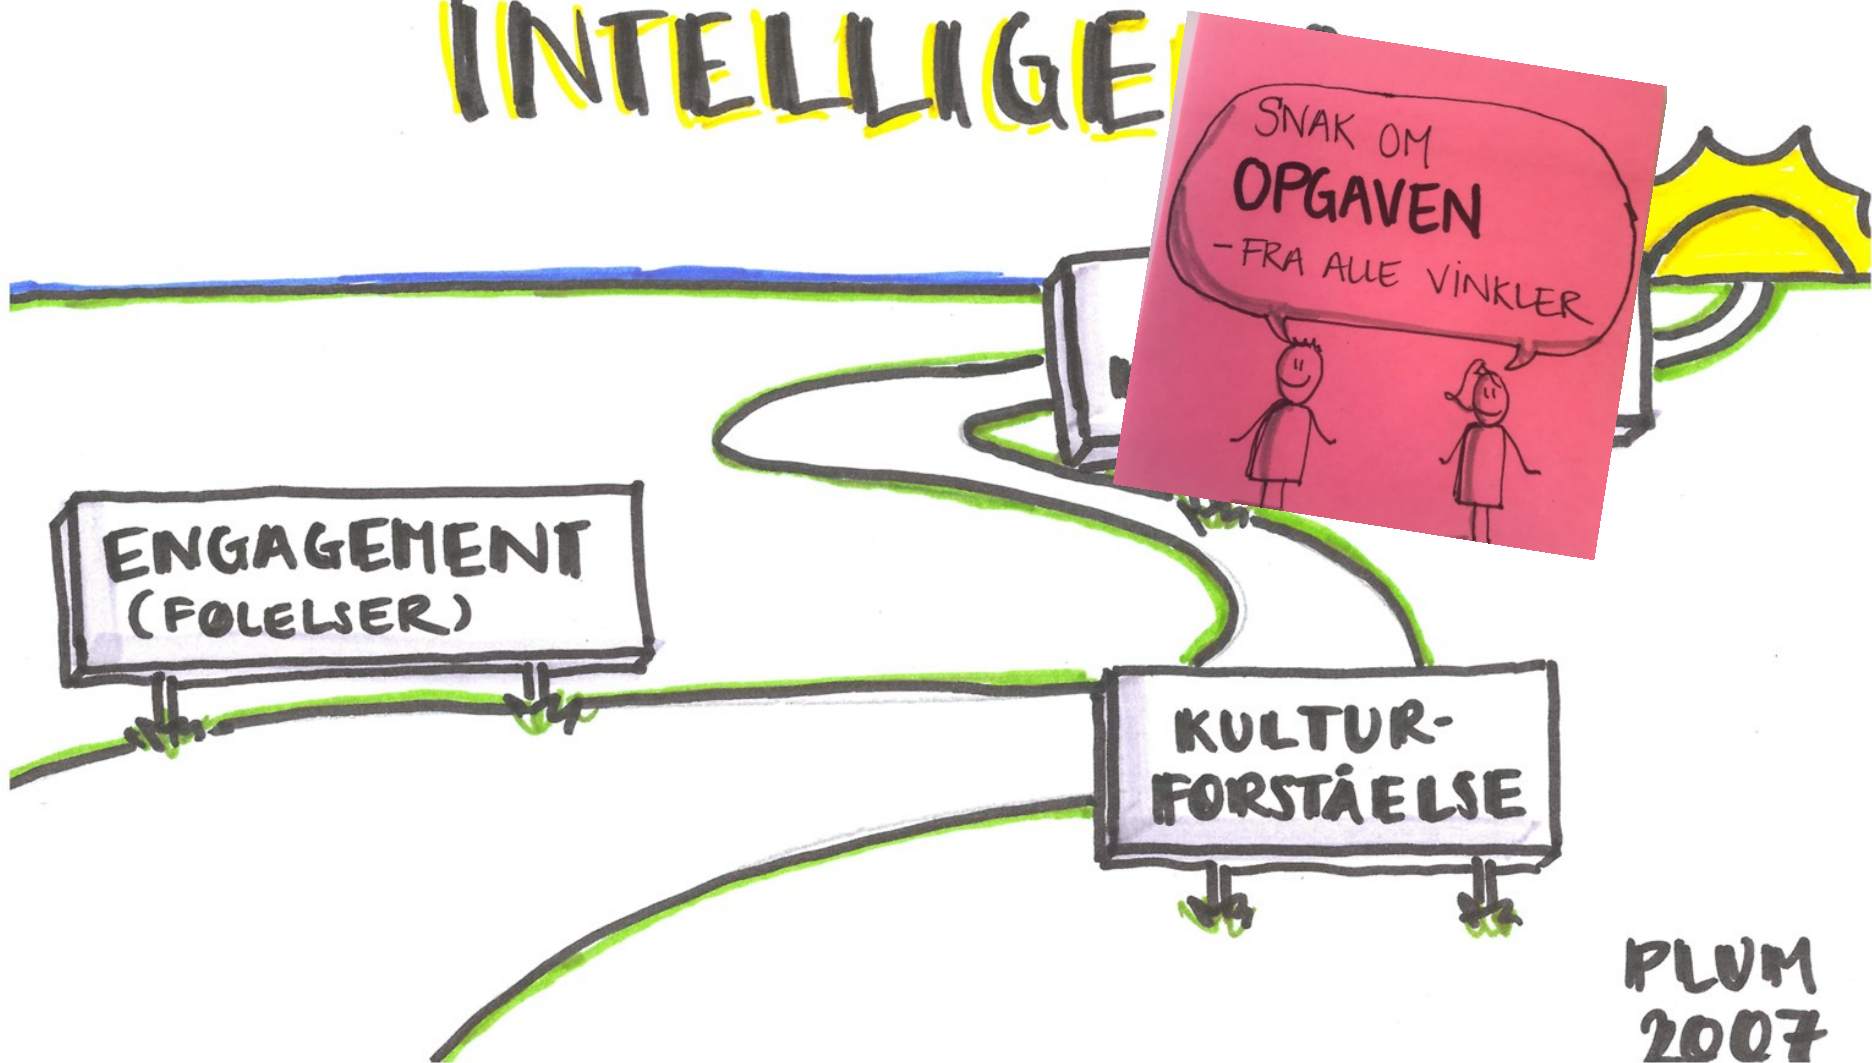 INTELLIGE
SNAK OM
OPGAVEN
- FRA ALLE VINKLER
ENGAGEMENT
(FØLELSER)
KULTUR-
FORSTÅELSE
PLUM
2007